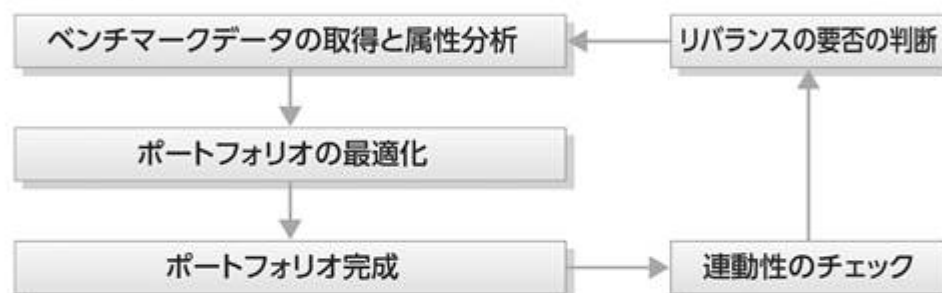 ベンチマークデータの取得と属性分析
リバランスの要否の判断
ポートフォリオの最適化
ポートフォリオ完成
連動性のチェック